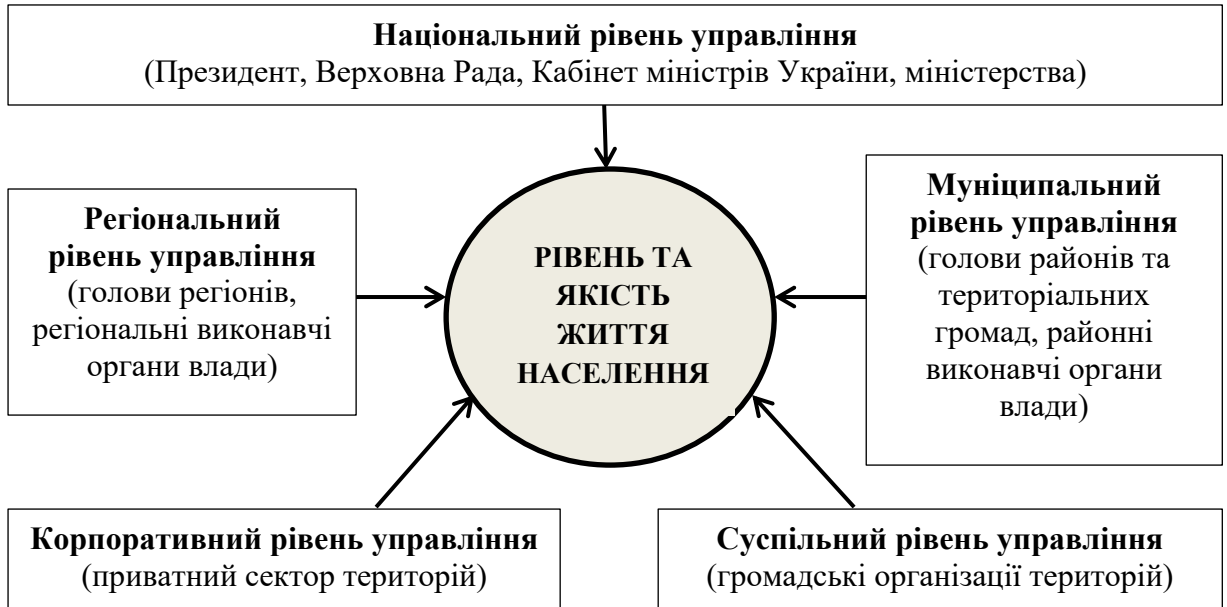 Національний рівень управління
(Президент, Верховна Рада, Кабінет міністрів України, міністерства)
Регіональний
рівень управління
(голови регіонів,
регіональні виконавчі
органи влади)
РІВЕНЬ ТА
ЯКІСТЬ
ЖИТТЯ
НАСЕЛЕННЯ
Муніципальний
рівень управління
(голови районів та
територіальних
громад, районні
виконавчі органи
влади)
Корпоративний рівень управління
(приватний сектор територій)
Суспільний рівень управління
(громадські організації територій)